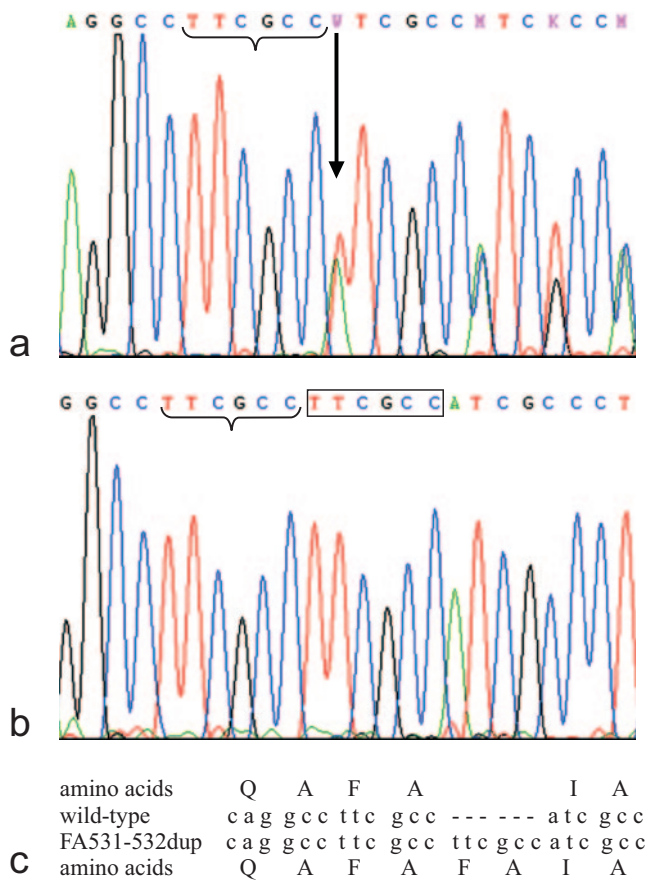 A G G C C T T C G C C W T C G C C M T C K C C M
a
G G C C T T C G C C T T C G C C A T C G C C C T
b
amino acids Q A F A I A
wild-type c a g g c c t t c g c c - - - - - - a t c g c c
FA531-532dup c a g g c c t t c g c c t t c g c c a t c g c c
c amino acids Q A F A F A I A